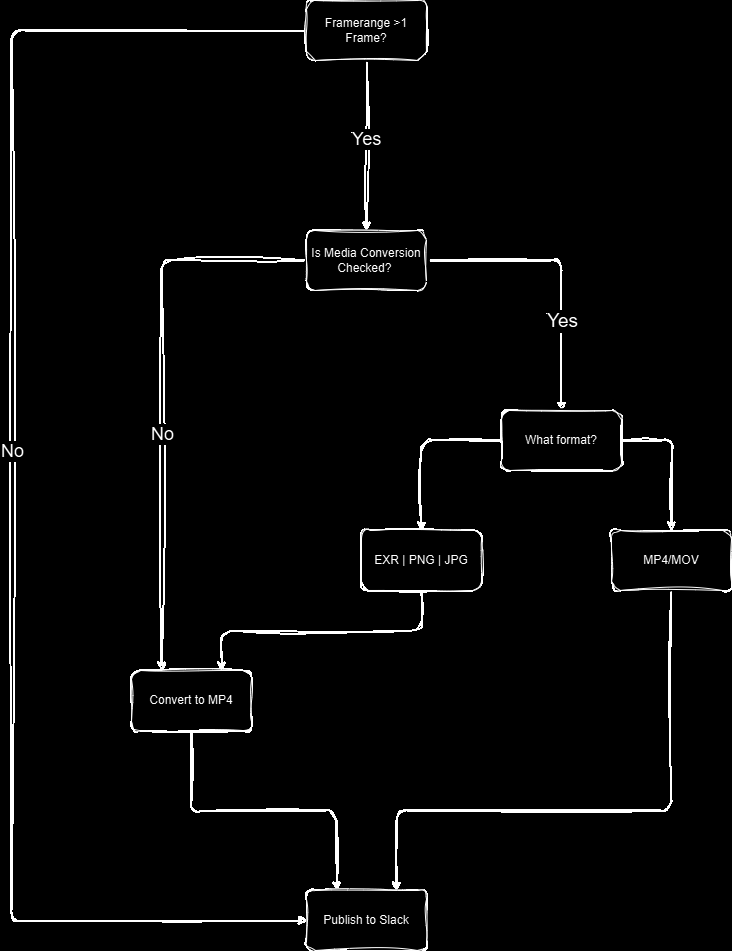 Framerange >1
Frame?
Yes
Is Media Conversion
Checked?
Yes
No
What format?
No
EXR | PNG | JPG
MP4/MOV
Convert to MP4
Publish to Slack